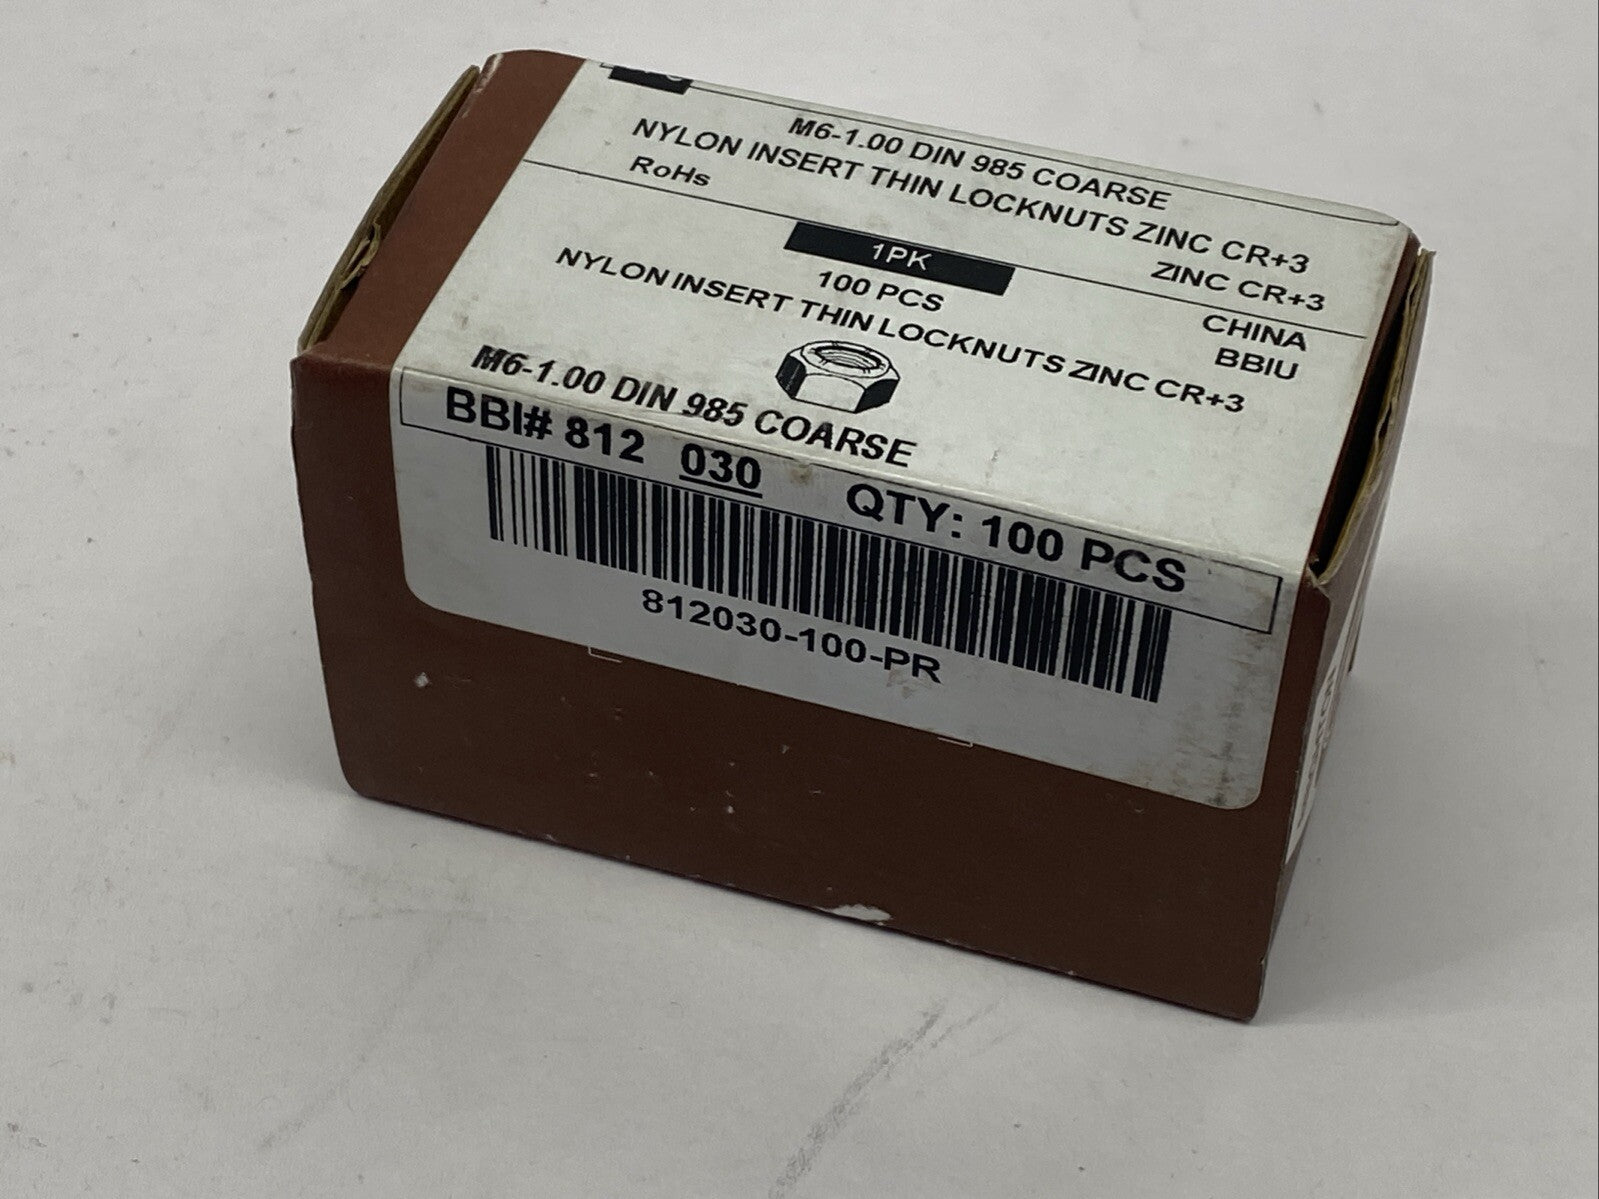 M6-1.00 DIN 985 COARSE
NYLON INSERT THIN LOCKNUTS ZINC CR+3
RoHs
ZINC CR+3
1PK
CHINA
100 PCS
BBIU
NYLON INSERT THIN LOCKNUTS ZINC CR+3
M6-1.00 DIN 985 COARSE
BBI# 812 030 QTY: 100 PCS
812030-100-PR